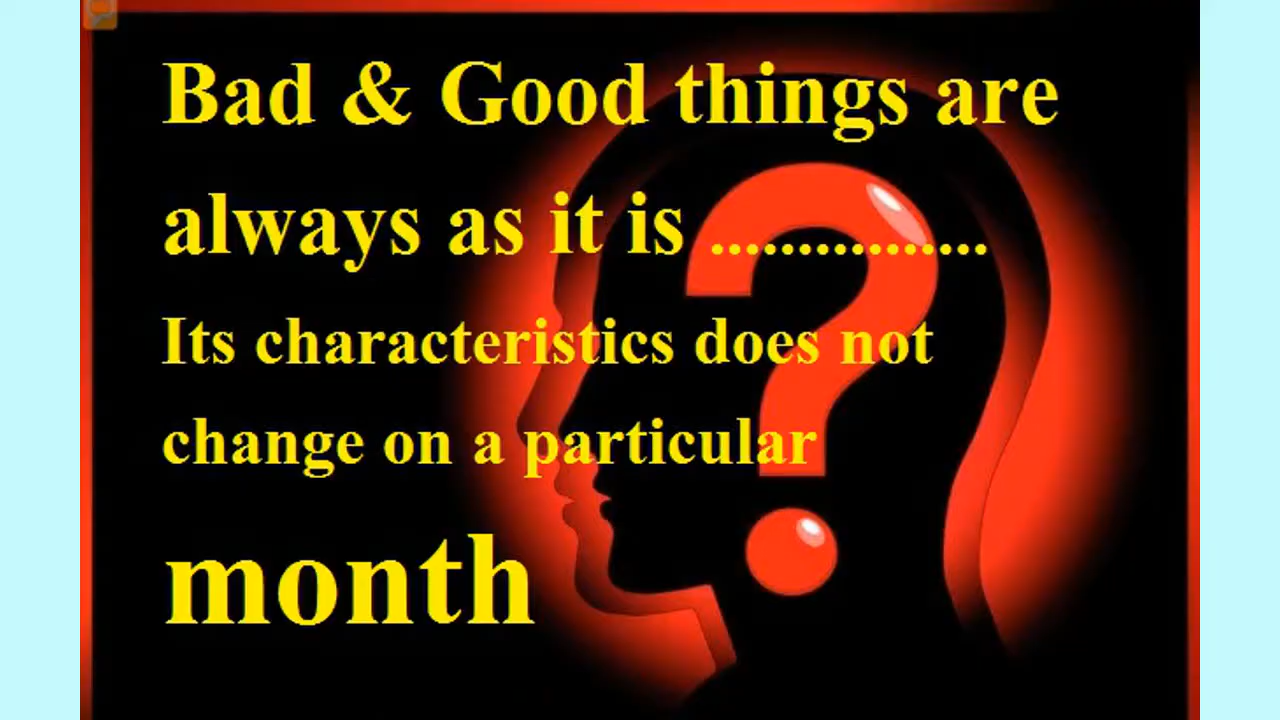 Bad & Good things are
always as it is ................
Its characteristics does not
change on a particular
month